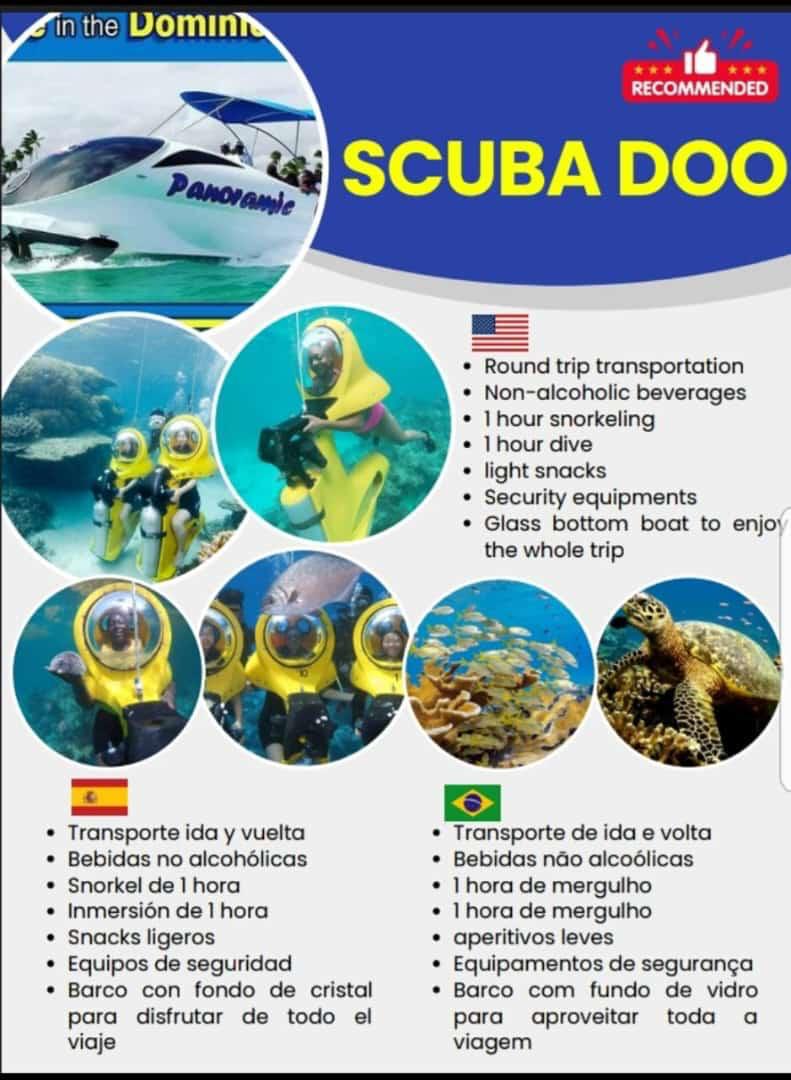 in the Dominic
RECOMMENDED
SCUBA DOO
Panoramic
• Round trip transportation
• Non-alcoholic beverages
• 1 hour snorkeling
• 1 hour dive
• light snacks
• Security equipments
• Glass bottom boat to enjoy
the whole trip
10
• Transporte ida y vuelta
• Bebidas no alcohólicas
• Snorkel de 1 hora
• Inmersión de 1 hora
• Snacks ligeros
• Equipos de seguridad
• Barco con fondo de cristal
para disfrutar de todo el
viaje
• Transporte de ida e volta
• Bebidas não alcoólicas
• 1 hora de mergulho
• 1 hora de mergulho
• aperitivos leves
• Equipamentos de segurança
• Barco com fundo de vidro
para aproveitar toda a
viagem